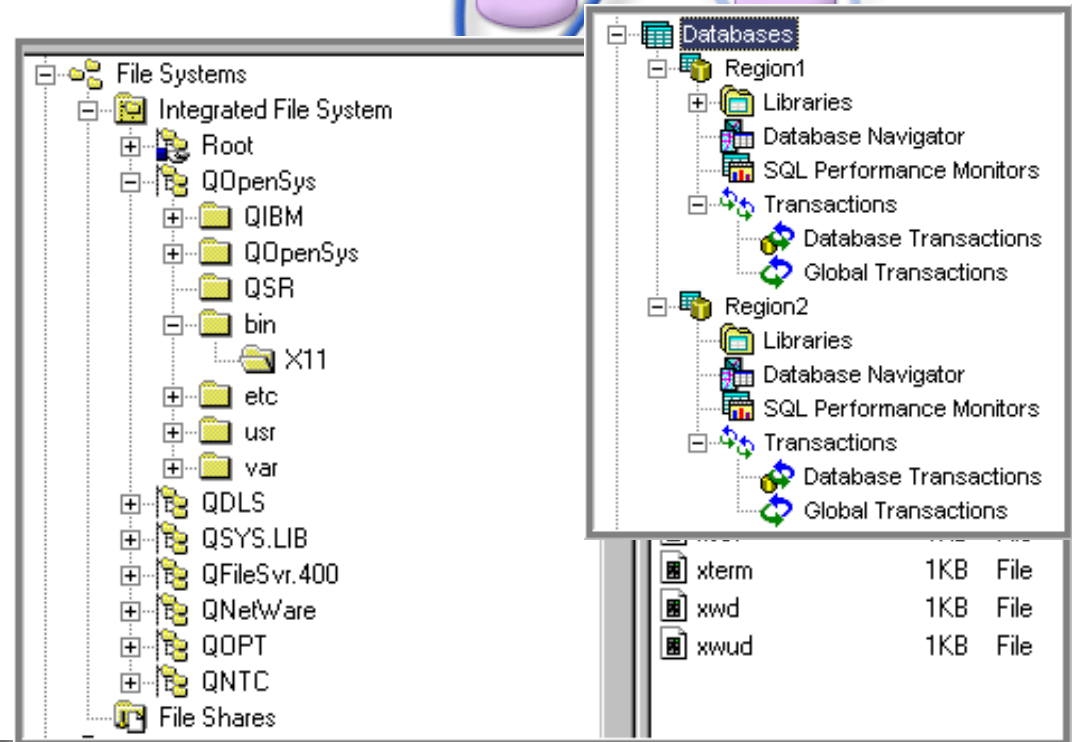 File Systems
Integrated File System
Root
QOpenSys
QIBM
QOpenSys
QSR
bin
X11
etc
usr
var
QDLS
QSYS.LIB
QFileSvr.400
QNetWare
QOPT
QNTC
File Shares
Databases
Region1
Libraries
Database Navigator
SQL Performance Monitors
Transactions
Database Transactions
Global Transactions
Region2
Libraries
Database Navigator
SQL Performance Monitors
Transactions
Database Transactions
Global Transactions
xterm 1KB File
xwd 1KB File
xwud 1KB File